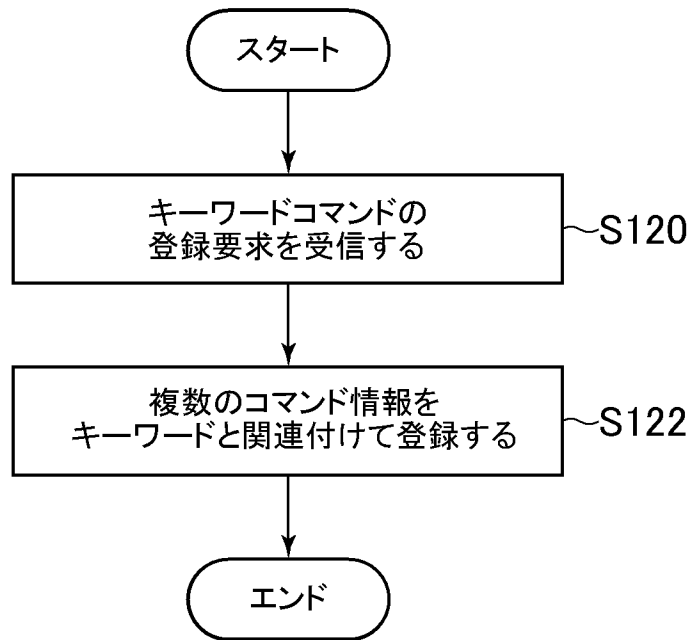 スタート
キーワードコマンドの
登録要求を受信する
S120
複数のコマンド情報を
キーワードと関連付けて登録する
S122
エンド